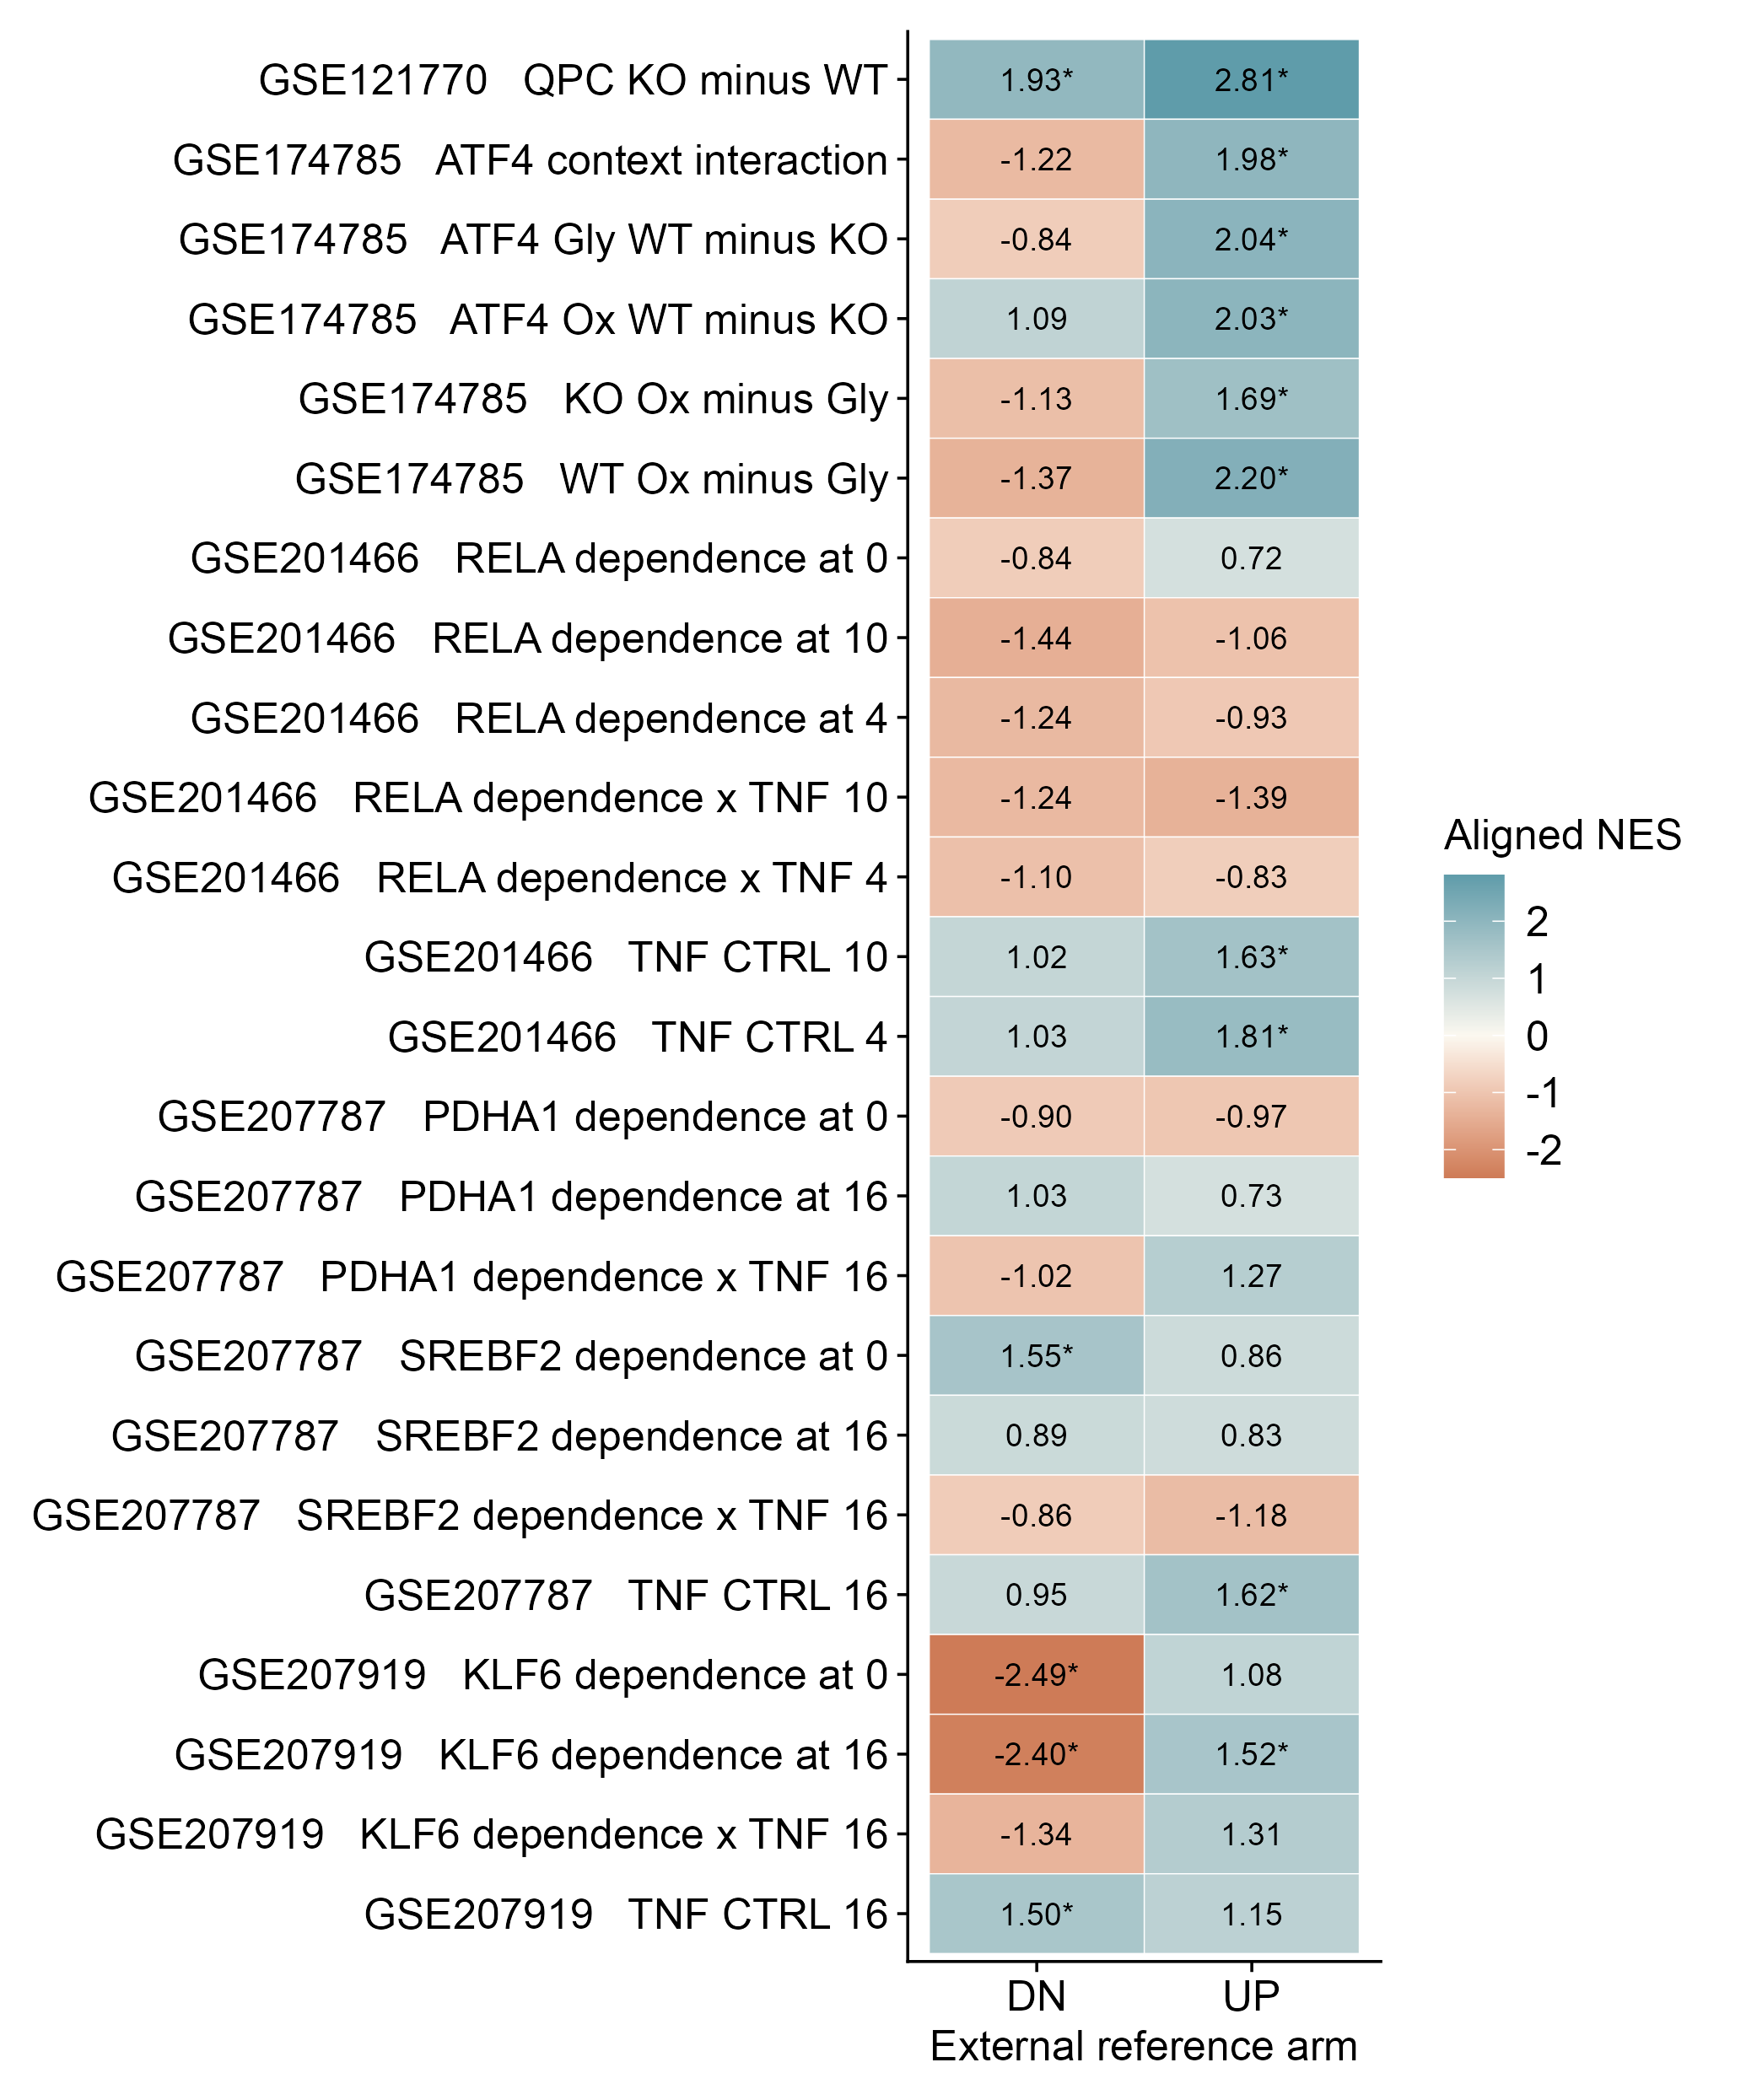 GSE121770 QPC KO minus WT 1.93* 2.81*
GSE174785 ATF4 context interaction -1.22 1.98*
GSE174785 ATF4 Gly WT minus KO -0.84 2.04*
GSE174785 ATF4 Ox WT minus KO 1.09 2.03*
GSE174785 KO Ox minus Gly -1.13 1.69*
GSE174785 WT Ox minus Gly -1.37 2.20*
GSE201466 RELA dependence at 0 -0.84 0.72
GSE201466 RELA dependence at 10 -1.44 -1.06
GSE201466 RELA dependence at 4 -1.24 -0.93
GSE201466 RELA dependence x TNF 10 -1.24 -1.39
GSE201466 RELA dependence x TNF 4 -1.10 -0.83
GSE201466 TNF CTRL 10 1.02 1.63*
GSE201466 TNF CTRL 4 1.03 1.81*
GSE207787 PDHA1 dependence at 0 -0.90 -0.97
GSE207787 PDHA1 dependence at 16 1.03 0.73
GSE207787 PDHA1 dependence x TNF 16 -1.02 1.27
GSE207787 SREBF2 dependence at 0 1.55* 0.86
GSE207787 SREBF2 dependence at 16 0.89 0.83
GSE207787 SREBF2 dependence x TNF 16 -0.86 -1.18
GSE207787 TNF CTRL 16 0.95 1.62*
GSE207919 KLF6 dependence at 0 -2.49* 1.08
GSE207919 KLF6 dependence at 16 -2.40* 1.52*
GSE207919 KLF6 dependence x TNF 16 -1.34 1.31
GSE207919 TNF CTRL 16 1.50* 1.15
DN UP
External reference arm
Aligned NES
2
1
0
-1
-2